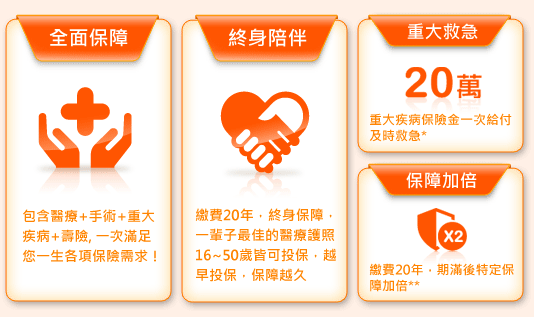 全面保障
包含醫療+手術+重大
疾病+壽險, 一次滿足
您一生各項保險需求！
終身陪伴
繳費20年，終身保障，
一輩子最佳的醫療護照
16~50歲皆可投保，越
早投保，保障越久
重大救急
20萬
重大疾病保險金一次給付
及時救急*
保障加倍
X2
繳費20年，期滿後特定保
障加倍**